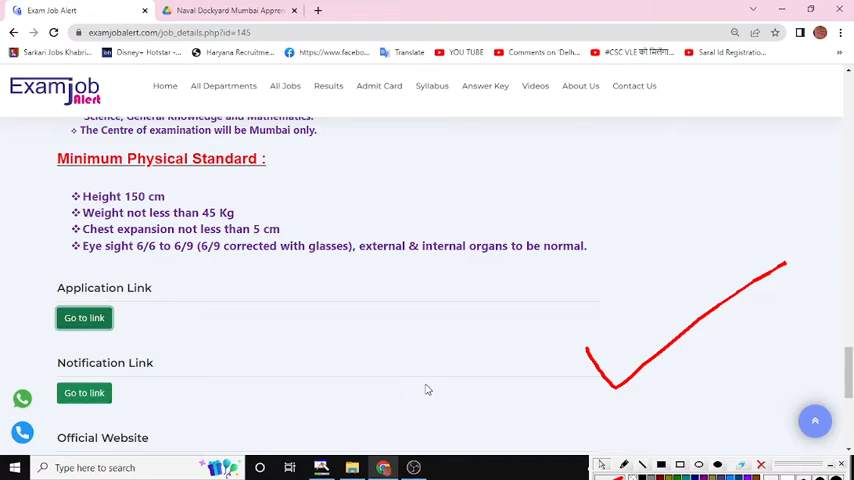 Exam Job Alert
Naval Dockyard Mumbai Appren
examjobalert.com/job_details.php?id=145
Sarkari Jobs Khabri...
Disney+ Hotstar -...
Haryana Recruitme...
https://www.facebo...
Translate
YOU TUBE
Comments on 'Delh...
#CSC VLE को मिलेंगा...
Saral Id Registratio...
ExamJob Alert
Home
All Departments
All Jobs
Results
Admit Card
Syllabus
Answer Key
Videos
About Us
Contact Us
Science, General Knowledge and Mathematics.
The Centre of examination will be Mumbai only.
Minimum Physical Standard :
Height 150 cm
Weight not less than 45 Kg
Chest expansion not less than 5 cm
Eye sight 6/6 to 6/9 (6/9 corrected with glasses), external & internal organs to be normal.
Application Link
Go to link
Notification Link
Go to link
Official Website
Type here to search